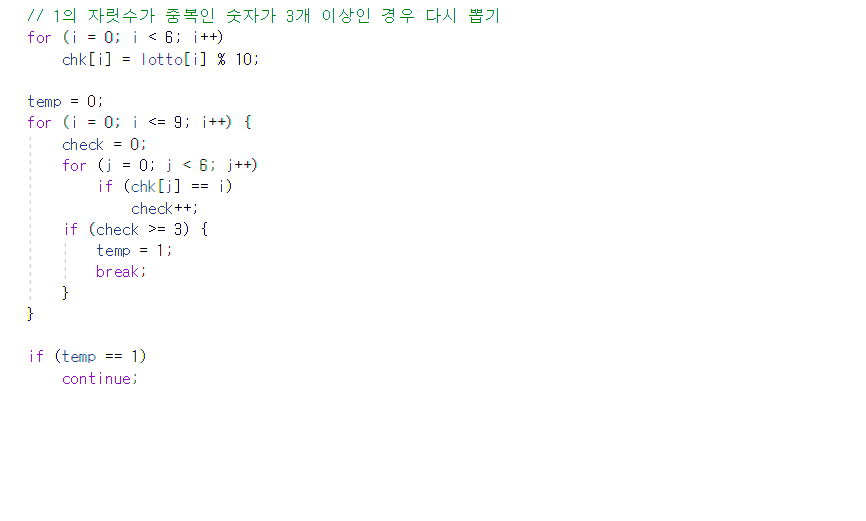 // 1의 자릿수가 중복인 숫자가 3개 이상인 경우 다시 뽑기
for (i = 0; i < 6; i++)
chk[i] = lotto[i] % 10;
temp = 0;
for (i = 0; i <= 9; i++) {
check = 0;
for (j = 0; j < 6; j++)
if (chk[j] == i)
check++;
if (check >= 3) {
temp = 1;
break;
}
}
if (temp == 1)
continue;